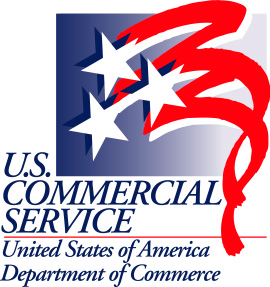 U.S.
COMMERCIAL
SERVICE
United States of America
Department of Commerce